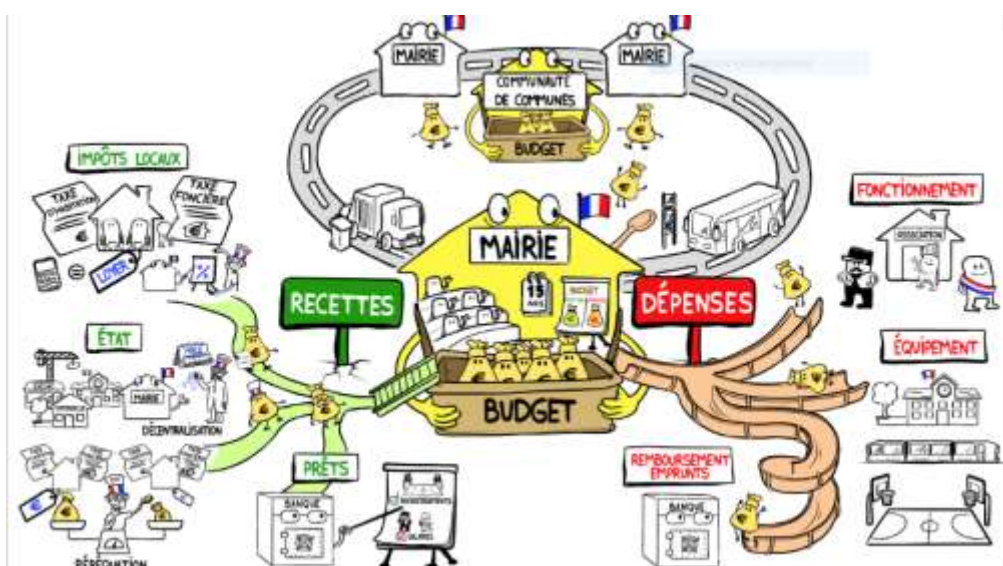 MAIRIE
MAIRIE
COMMUNAUTÉ
DE COMMUNES
BUDGET
IMPÔTS LOCAUX
TAXE
D'HABITATION
TAXE
FONCIÈRE
LOYER
%
FONCTIONNEMENT
ASSOCIATION
MAIRIE
15
BUDGET
RECETTES
DÉPENSES
ÉTAT
ÉQUIPEMENT
MAIRIE
DÉCENTRALISATION
BUDGET
PRÊTS
BANQUE
REMBOURSEMENT
EMPRUNTS
BANQUE
PÉRÉQUATION